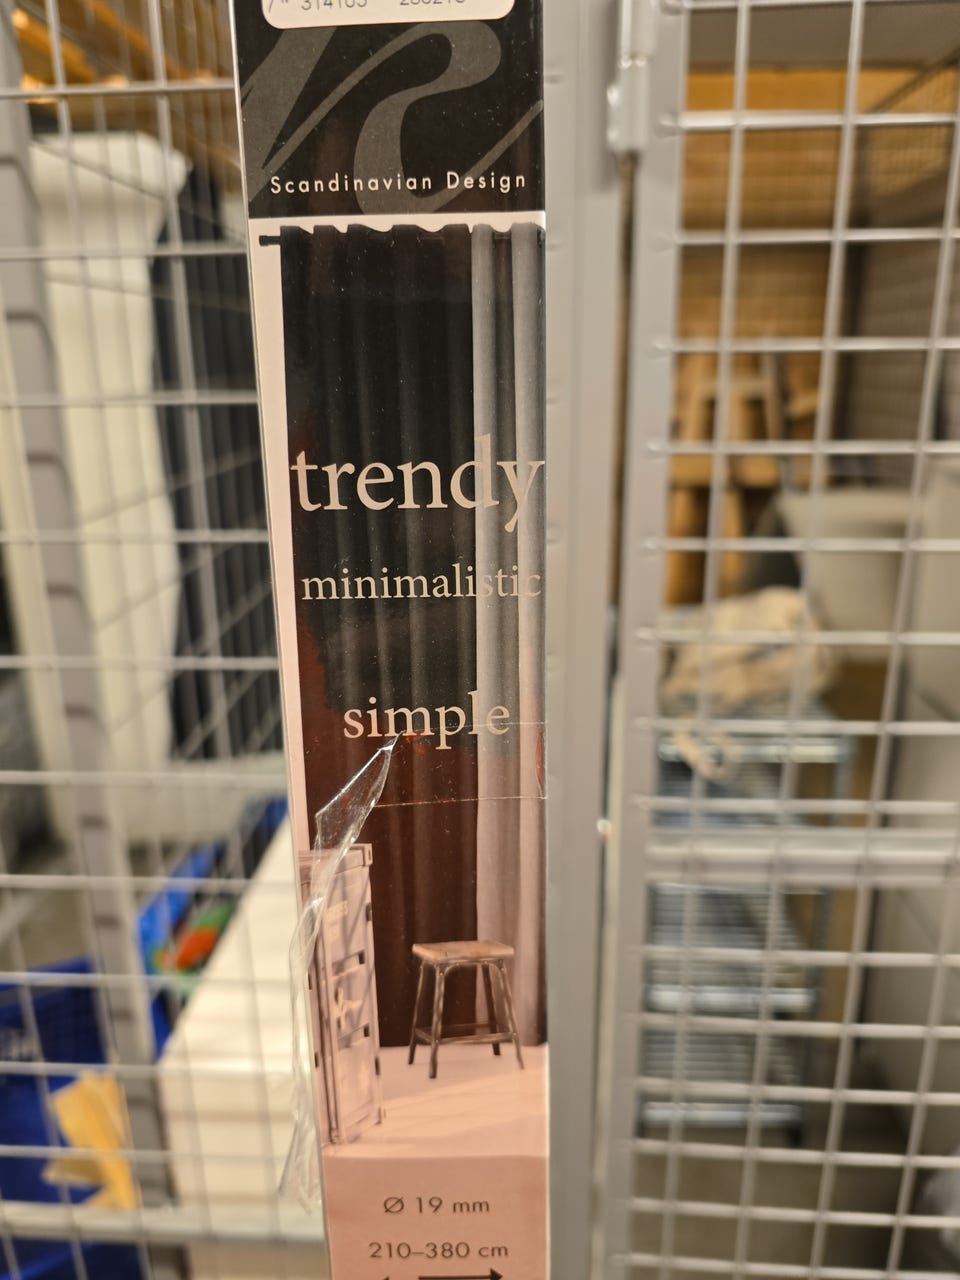 Scandinavian Design
trendy
minimalistic
simple
Ø 19 mm
210–380 cm